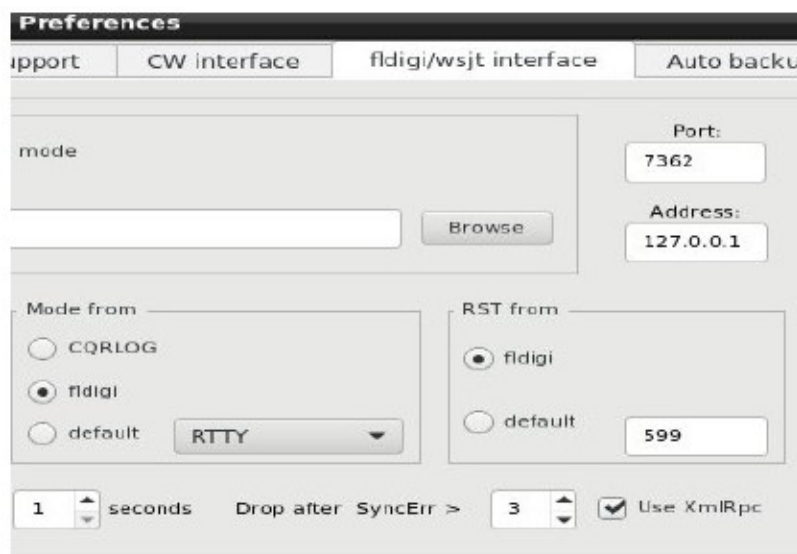 Preferences
upport CW interface fldigi/wsjt interface Auto backu
Port:
mode
7362
Address:
Browse
127.0.0.1
Mode from
RST from
CQRLOG
fldigi
fldigi
default RTTY
default 599
1 seconds Drop after SyncErr > 3 Use XmlRpc